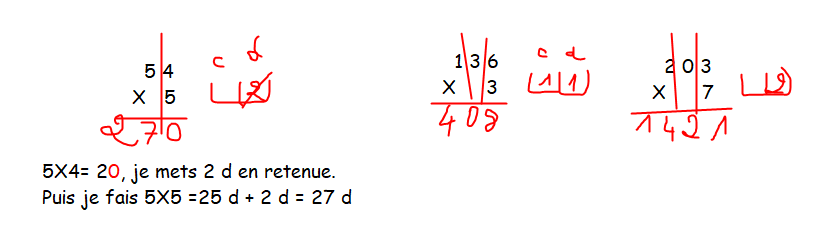 c d
5 4
X 5
2
2 7 0
c d
1 3 6
X 3
1 1
4 0 8
2 0 3
X 7
2
1 4 2 1
5X4= 20, je mets 2 d en retenue.
Puis je fais 5X5 =25 d + 2 d = 27 d